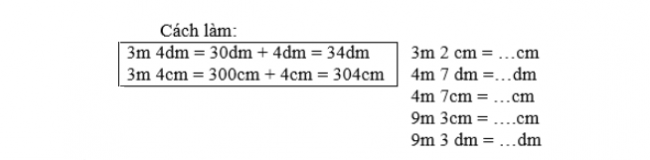 Cách làm:
3m 4dm = 30dm + 4dm = 34dm
3m 4cm = 300cm + 4cm = 304cm
3m 2 cm = …cm
4m 7 dm =…dm
4m 7cm = …cm
9m 3cm = ….cm
9m 3 dm = …dm